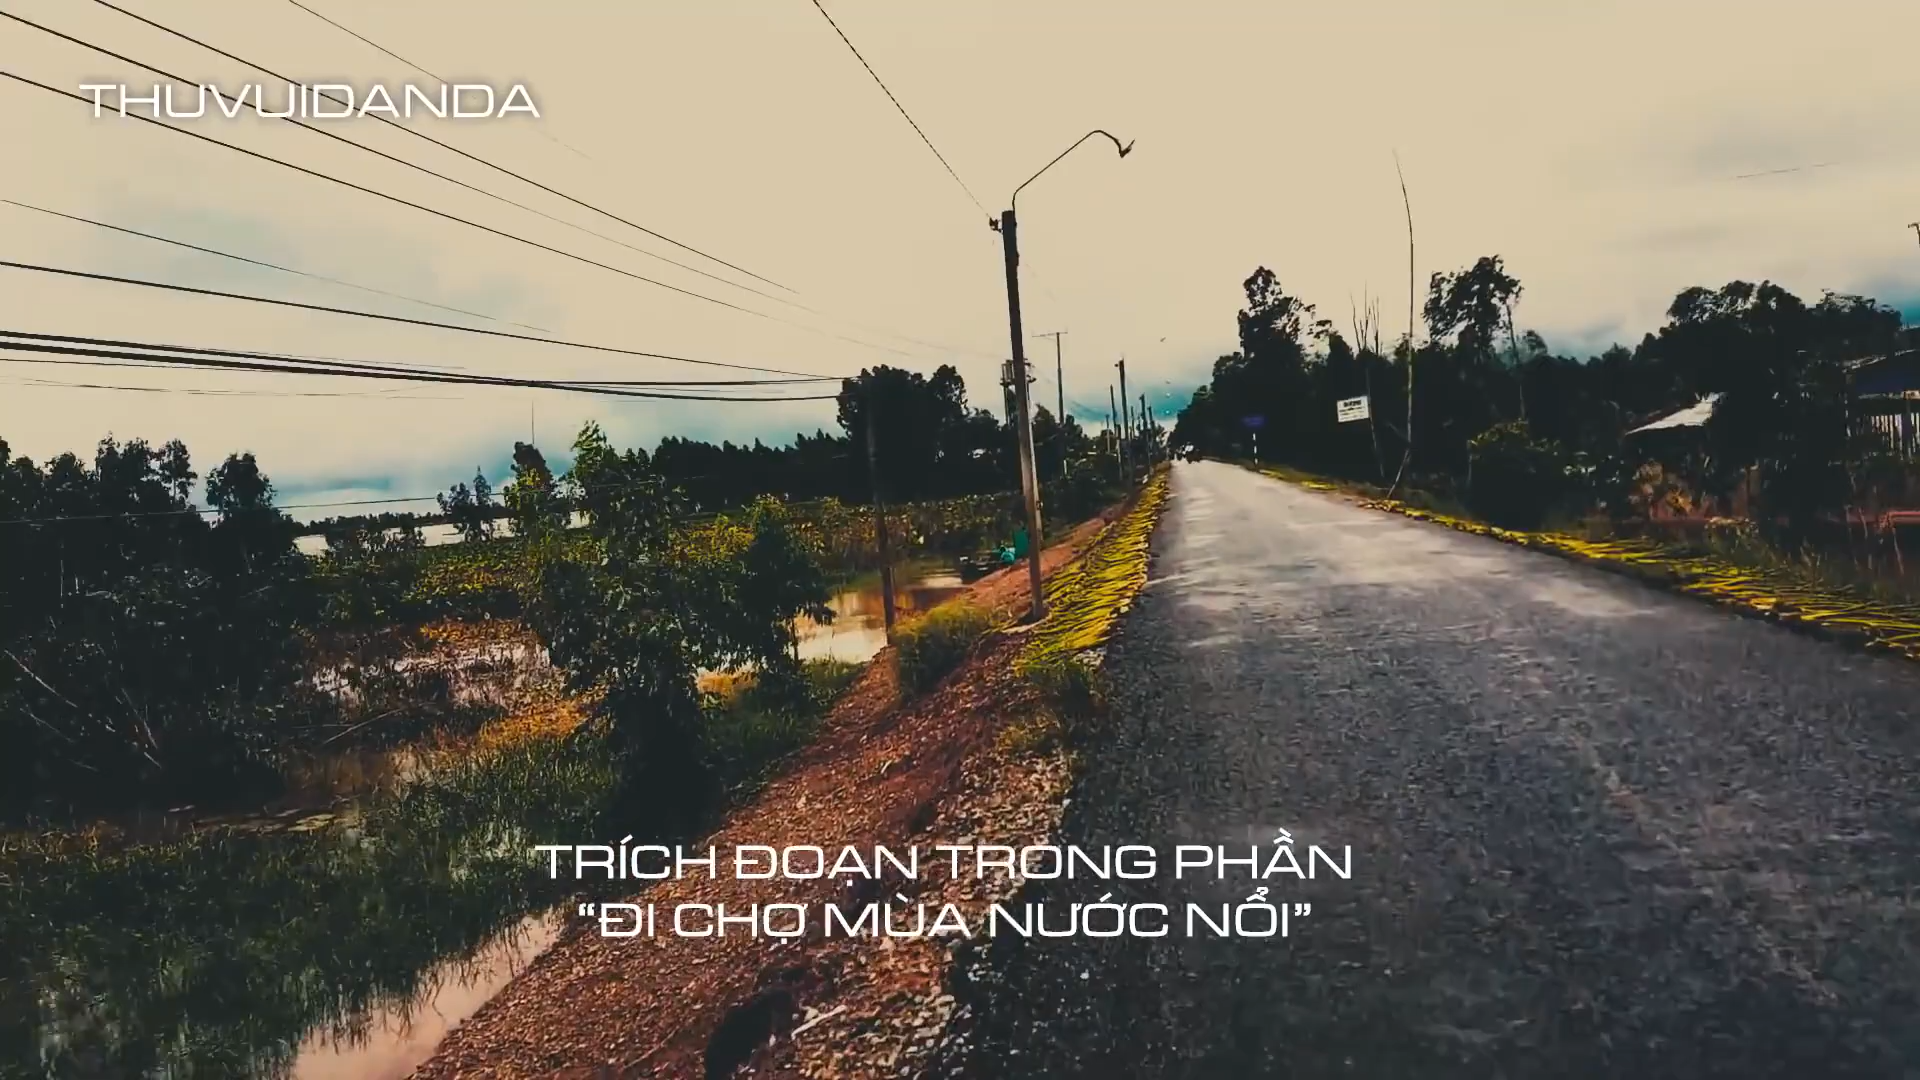 THUVUIDANDA
TRÍCH ĐOẠN TRONG PHẦN
“ĐI CHỢ MÙA NƯỚC NỔI”